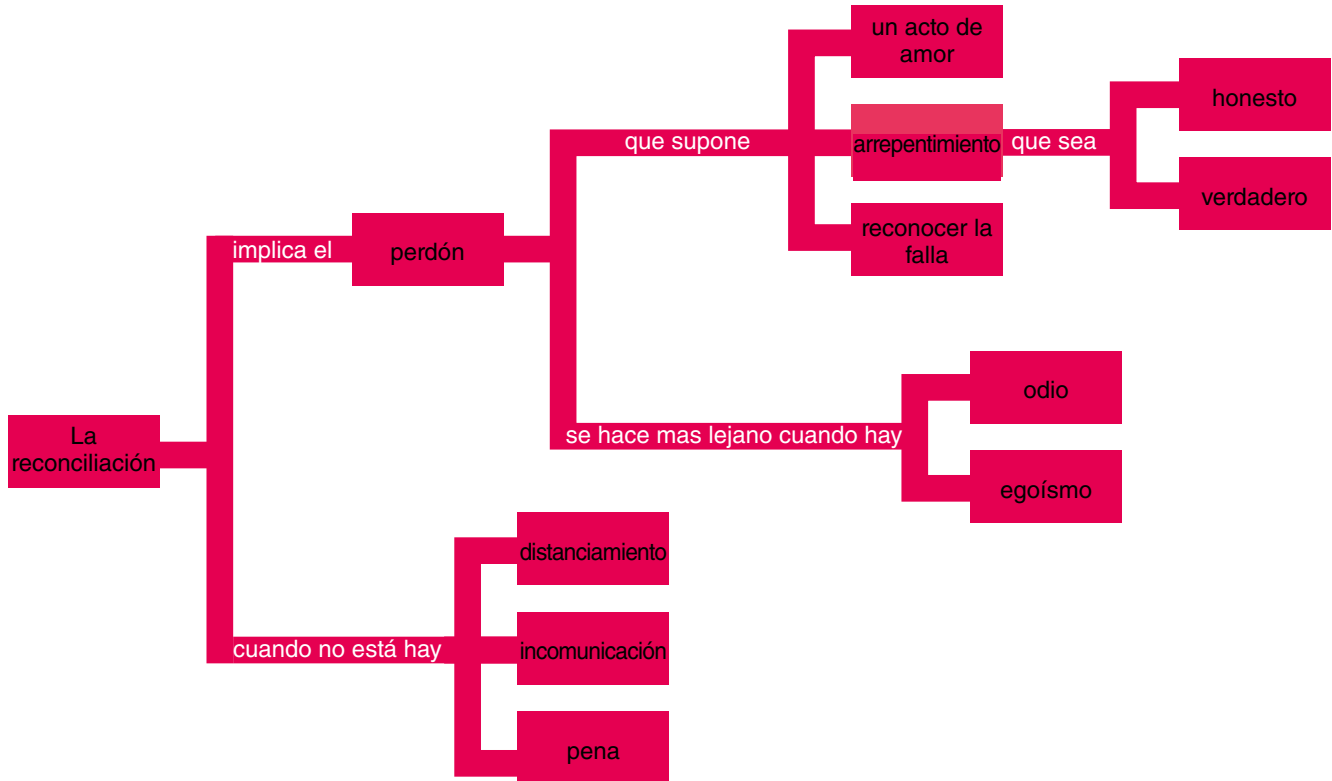 un acto de
amor
honesto
que supone
arrepentimiento
que sea
verdadero
reconocer la
falla
implica el
perdón
odio
La
reconciliación
se hace mas lejano cuando hay
egoísmo
distanciamiento
cuando no está hay
incomunicación
pena